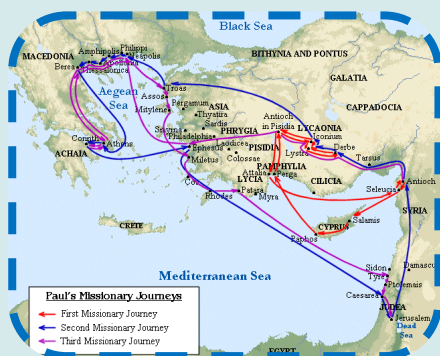 Black Sea
MACEDONIA
Amphipolis
Philippi
Neapolis
Apollonia
Thessalonica
Berea
BITHYNIA AND PONTUS
GALATIA
CAPPADOCIA
Aegean
Sea
Troas
Assos
Mitylene
Pergamum
ASIA
Thyatira
Sardis
Smyrna
Philadelphia
PHRYGIA
Antioch
in Pisidia
LYCAONIA
Iconium
Derbe
Lystra
Tarsus
Corinth
Athens
ACHAIA
Ephesus
Laodicea
Colossae
Miletus
PISIDIA
PAMPHYLIA
Attalia
Perga
CILICIA
Antioch
Seleucia
SYRIA
Cos
LYCIA
Patara
Myra
Rhodes
CRETE
CYPRUS
Salamis
Paphos
Mediterranean Sea
Sidon
Damascus
Tyre
Ptolemais
Caesarea
JUDEA
Jerusalem
Dead
Sea
EGYPT
Paul's Missionary Journeys
First Missionary Journey
Second Missionary Journey
Third Missionary Journey